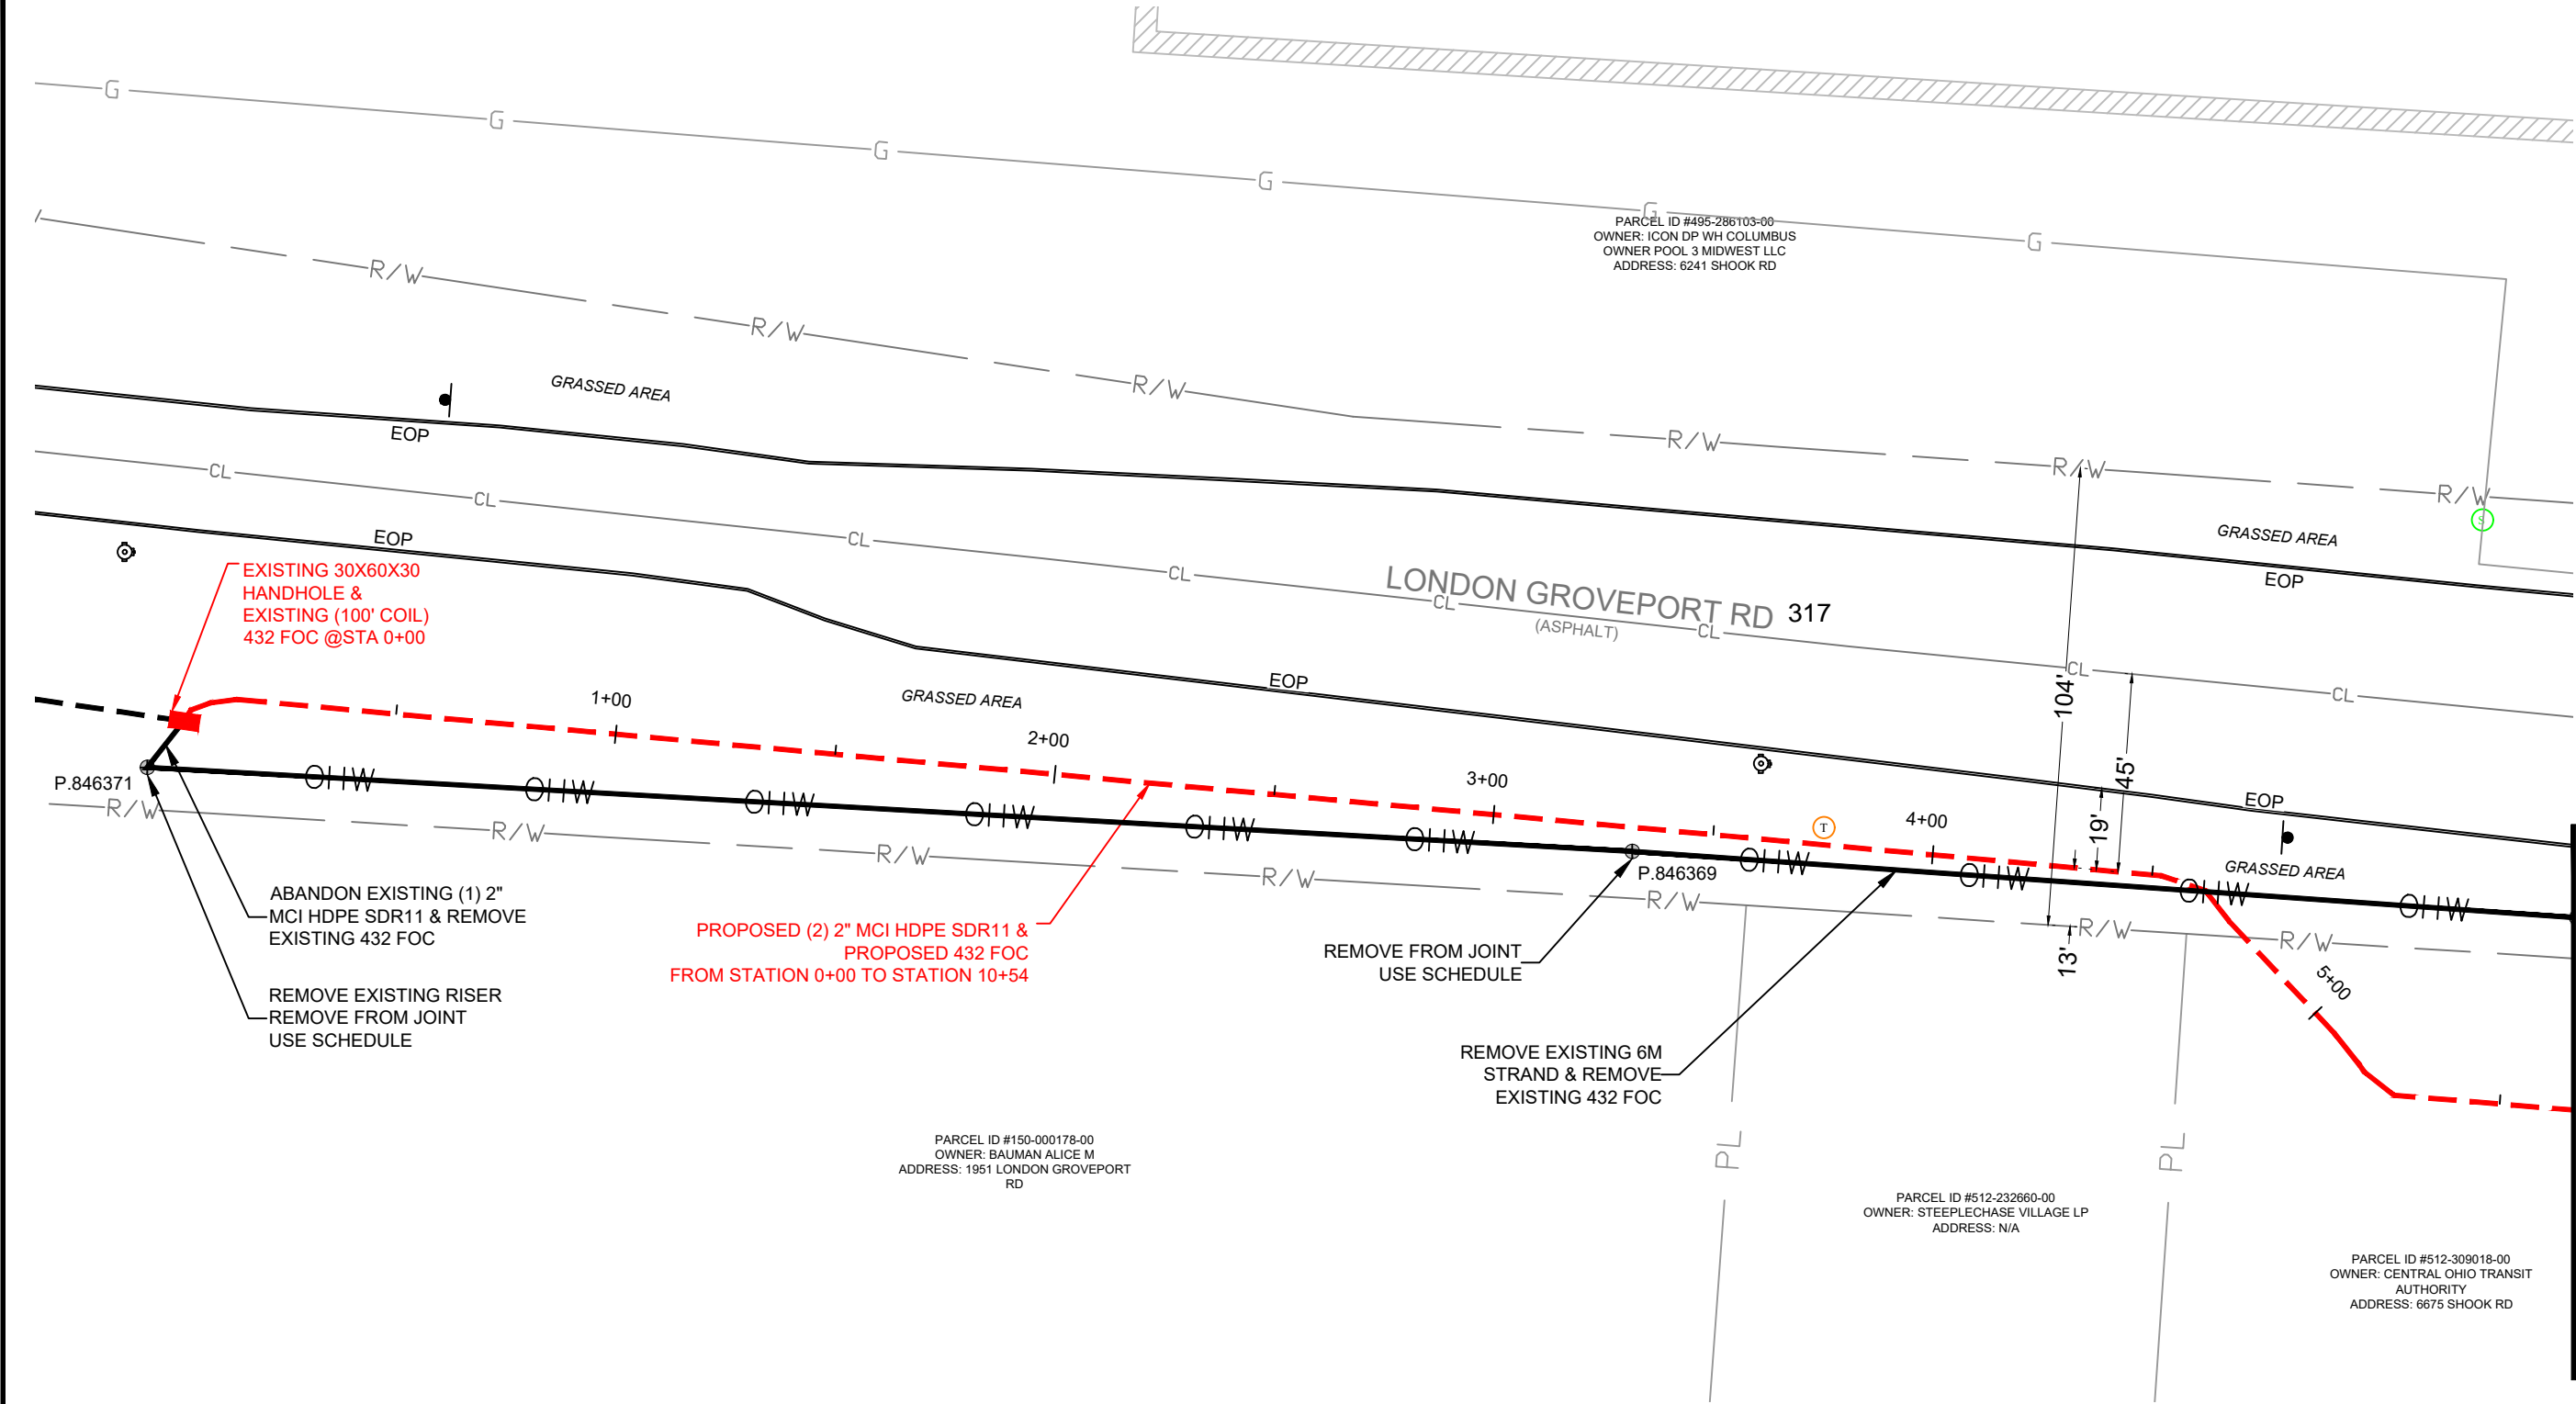 G
G
G
G
G
G
PARCEL ID #495-286103-00
OWNER: ICON DP WH COLUMBUS
OWNER POOL 3 MIDWEST LLC
ADDRESS: 6241 SHOOK RD
R/W
R/W
R/W
R/W
R/W
R/W
S
GRASSED AREA
EOP
GRASSED AREA
EOP
CL
CL
CL
CL
CL
CL
CL
CL
LONDON GROVEPORT RD 317
(ASPHALT)
EOP
EOP
EOP
EXISTING 30X60X30
HANDHOLE &
EXISTING (100' COIL)
432 FOC @STA 0+00
1+00
GRASSED AREA
2+00
3+00
T
4+00
104'
45'
19'
13'
GRASSED AREA
5+00
P.846371
OHW
OHW
OHW
OHW
OHW
OHW
OHW
OHW
OHW
OHW
P.846369
R/W
R/W
R/W
R/W
R/W
R/W
R/W
ABANDON EXISTING (1) 2"
MCI HDPE SDR11 & REMOVE
EXISTING 432 FOC
REMOVE EXISTING RISER
REMOVE FROM JOINT
USE SCHEDULE
PROPOSED (2) 2" MCI HDPE SDR11 &
PROPOSED 432 FOC
FROM STATION 0+00 TO STATION 10+54
REMOVE FROM JOINT
USE SCHEDULE
REMOVE EXISTING 6M
STRAND & REMOVE
EXISTING 432 FOC
PL
PL
PARCEL ID #150-000178-00
OWNER: BAUMAN ALICE M
ADDRESS: 1951 LONDON GROVEPORT
RD
PARCEL ID #512-232660-00
OWNER: STEEPLECHASE VILLAGE LP
ADDRESS: N/A
PARCEL ID #512-309018-00
OWNER: CENTRAL OHIO TRANSIT
AUTHORITY
ADDRESS: 6675 SHOOK RD